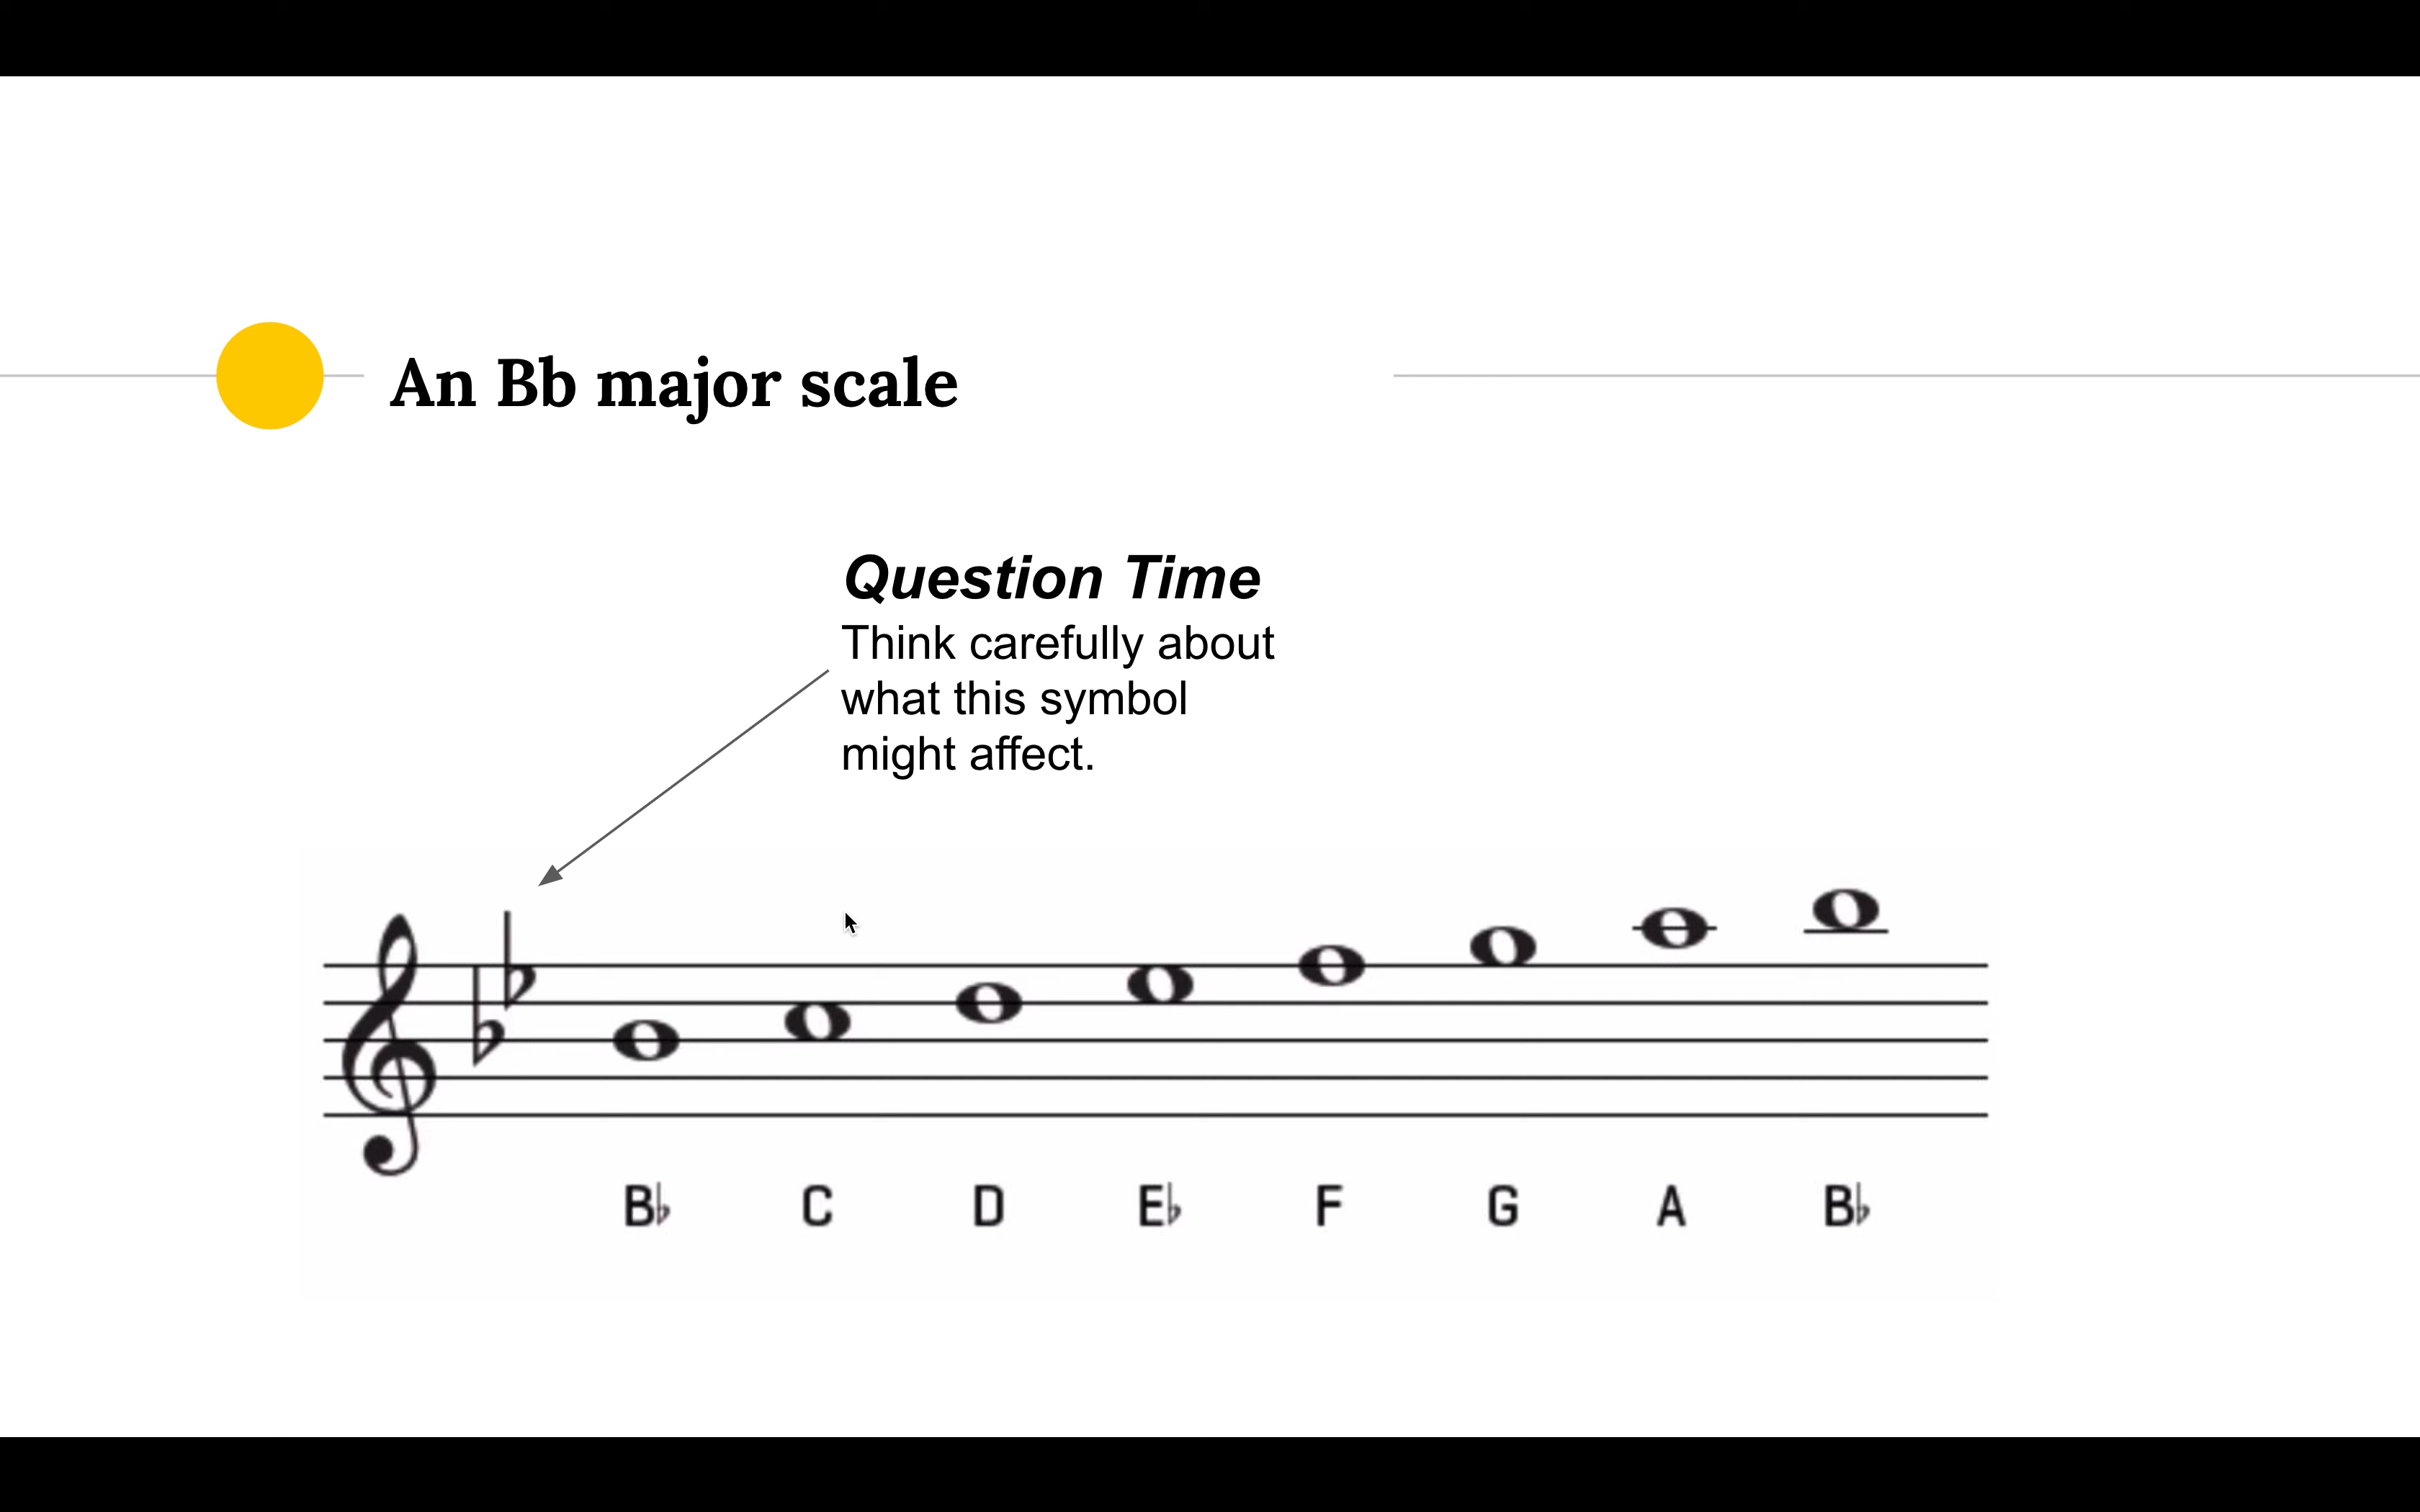 An Bb major scale
Question Time
Think carefully about
what this symbol
might affect.
B♭ C D E♭ F G A B♭